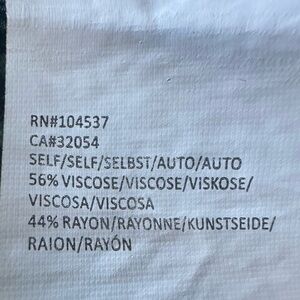 RN#104537
CA#32054
SELF/SELF/SELBST/AUTO/AUTO
56% VISCOSE/VISCOSE/VISKOSE/
VISCOSA/VISCOSA
44% RAYON/RAYONNE/KUNSTSEIDE/
RAION/RAYÓN